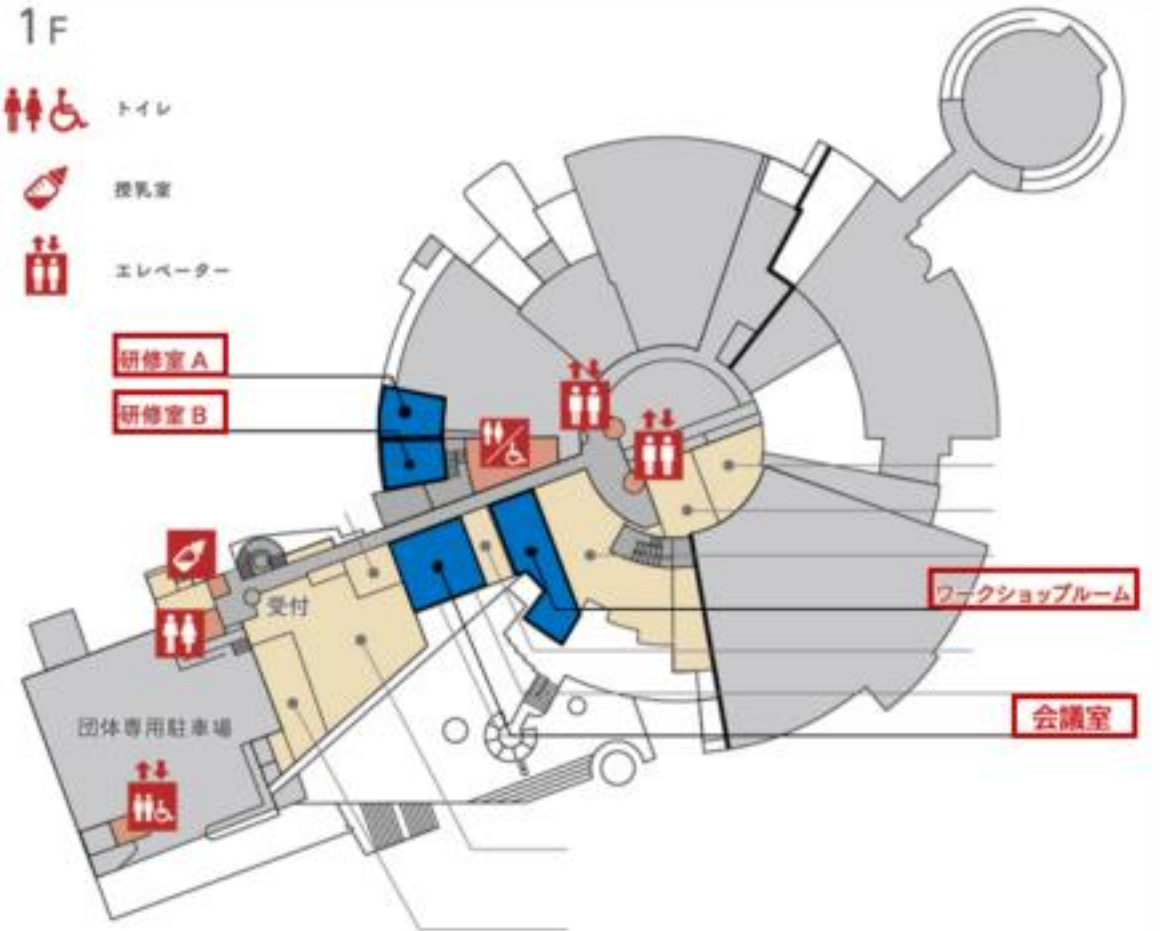 1F
トイレ
授乳室
エレベーター
研修室 A
研修室 B
受付
ワークショップルーム
会議室
団体専用駐車場